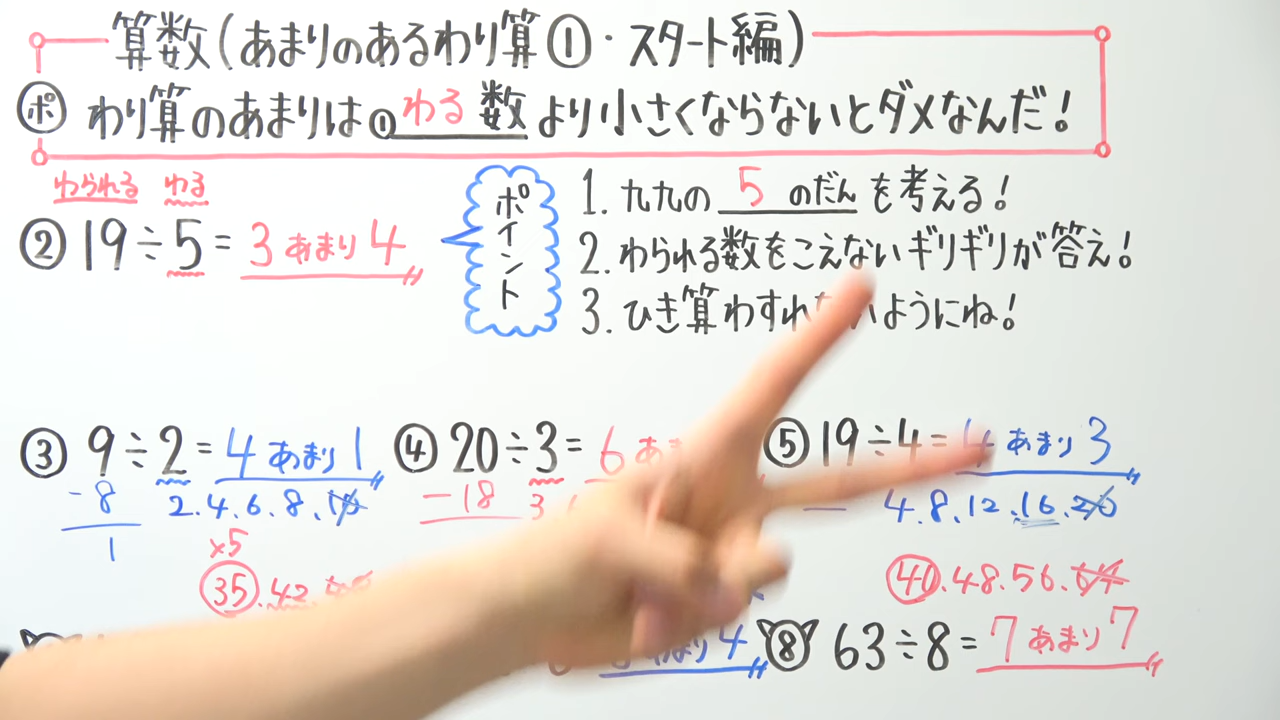 算数(あまりのあるわり算①・スタート編)
ポ わり算のあまりは①わる数より小さくならないとダメなんだ!
わられる わる
②19÷5=3あまり4
ポイント
1. 九九の 5 のだん を考える!
2. わられる数をこえないギリギリが答え!
3. ひき算わすれないようにね!
③ 9÷2=4あまり1
-8
2.4.6.8.10
1
④ 20÷3=6あま
-18
3
⑤ 19÷4=4あまり3
4.8.12.16.20
×5
35.42.
40.48.56.64
まり4
⑧ 63÷8=7あまり7